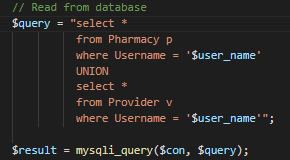 // Read from database
$query = "select *
from Pharmacy p
where Username = '$user_name'
UNION
select *
from Provider v
where Username = '$user_name'";
$result = mysqli_query($con, $query);